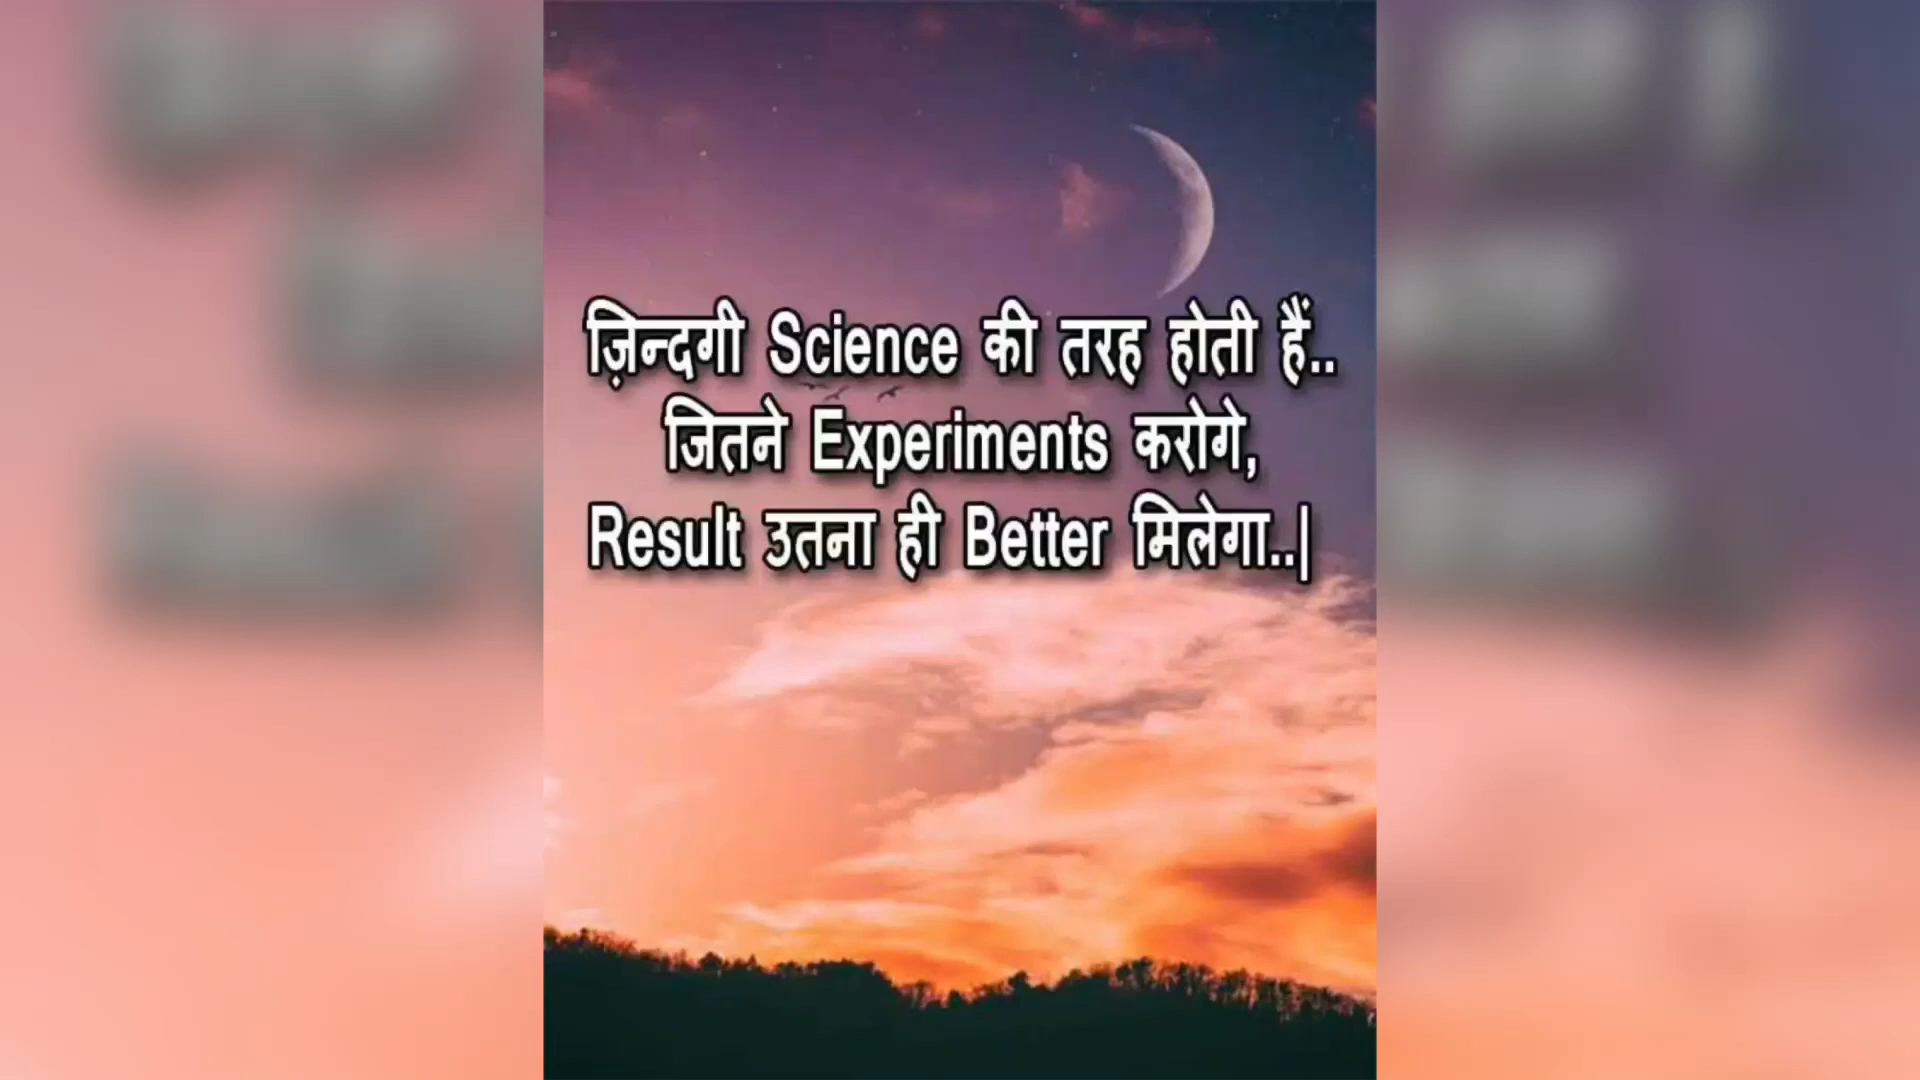 ज़िन्दगी Science की तरह होती हैं..
जितने Experiments करोगे,
Result उतना ही Better मिलेगा..|